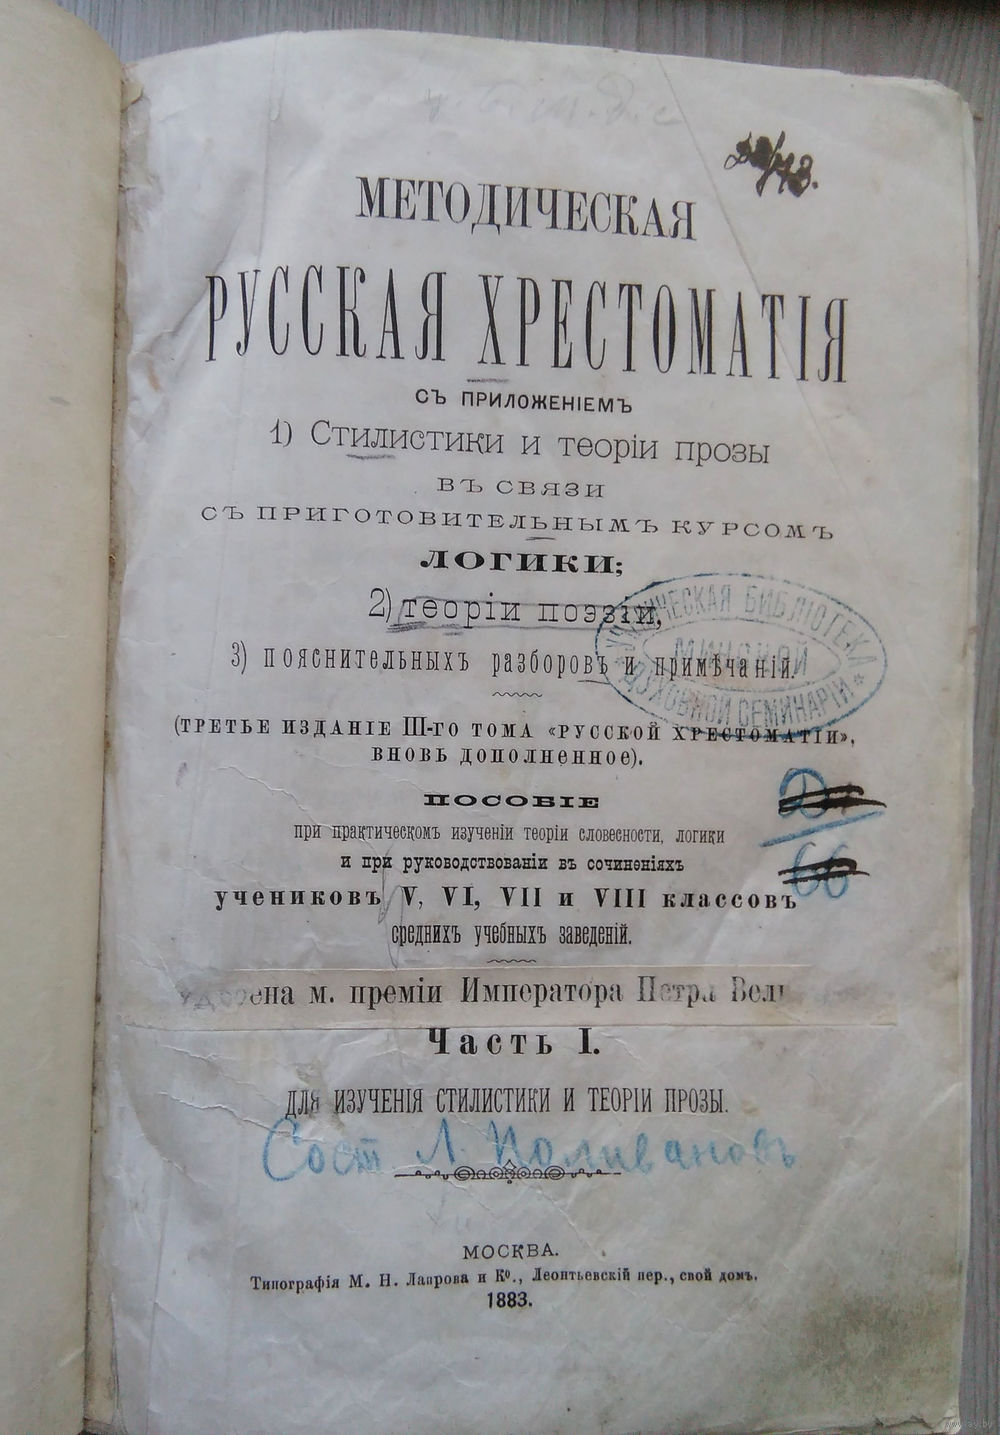 МЕТОДИЧЕСКАЯ
РУССКАЯ ХРЕСТОМАТІЯ
СЪ ПРИЛОЖЕНІЕМЪ
1) Стилистики и теоріи прозы
ВЪ СВЯЗИ
СЪ ПРИГОТОВИТЕЛЬНЫМЪ КУРСОМЪ
ЛОГИКИ;
2) теоріи поэзіи,
3) пояснительныхъ разборовъ и примѣчаній.
БИБЛІОТЕКА
МИНСКОЙ
ДУХОВНОЙ СЕМИНАРІИ
(ТРЕТЬЕ ИЗДАНІЕ III-ГО ТОМА «РУССКОЙ ХРЕСТОМАТІИ»,
ВНОВЬ ДОПОЛНЕННОЕ).
ПОСОБІЕ
при практическомъ изученіи теоріи словесности, логики
и при руководствованіи въ сочиненіяхъ
учениковъ V, VI, VII и VIII классовъ
среднихъ учебныхъ заведеній.
66
м. преміи Императора Петра
Часть I.
ДЛЯ ИЗУЧЕНІЯ СТИЛИСТИКИ И ТЕОРІИ ПРОЗЫ.
Сост Л. Поливановъ
МОСКВА.
Типографія М. Н. Лаврова и Ко., Леонтьевскій пер., свой домъ.
1883.